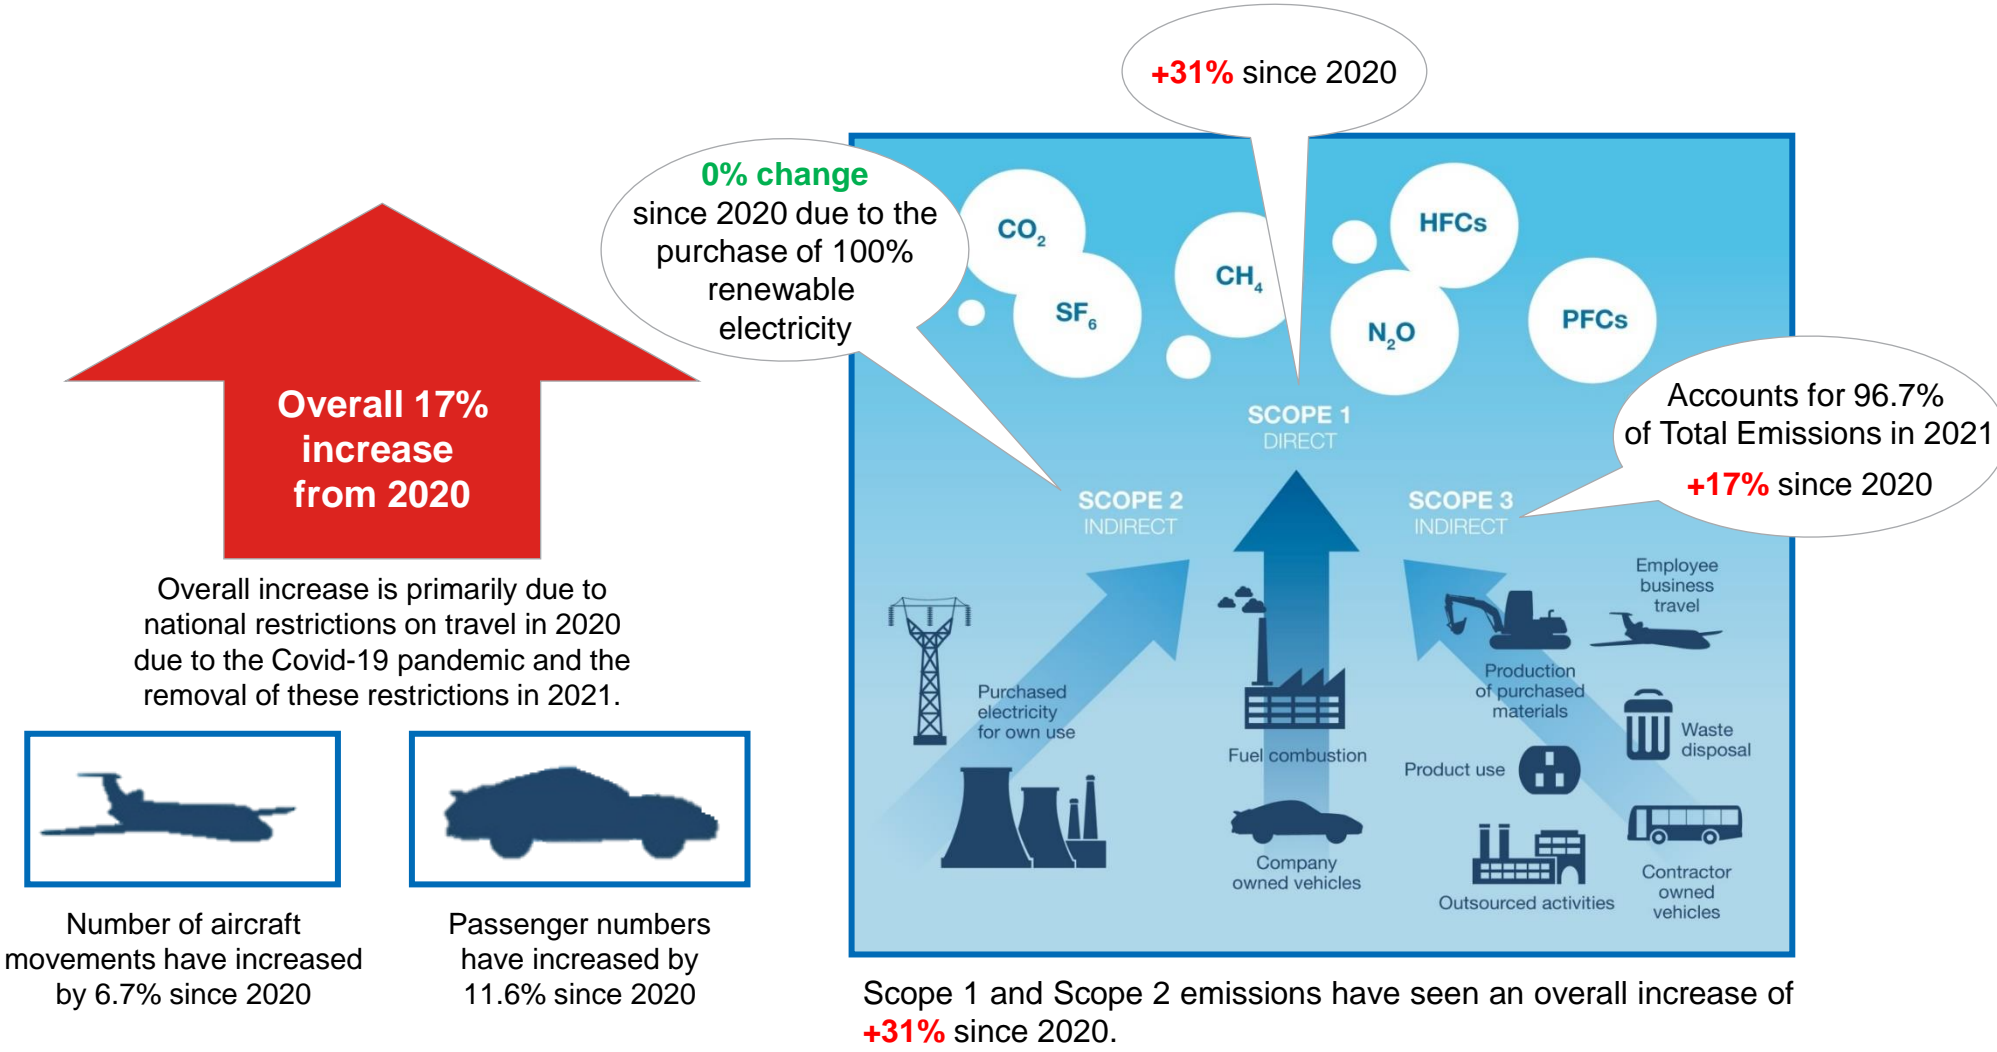 +31% since 2020
0% change
since 2020 due to the
purchase of 100%
renewable
electricity
Overall 17%
increase
from 2020
Overall increase is primarily due to
national restrictions on travel in 2020
due to the Covid-19 pandemic and the
removal of these restrictions in 2021.
Number of aircraft
movements have increased
by 6.7% since 2020
Passenger numbers
have increased by
11.6% since 2020
CO₂
SF₆
CH₄
HFCs
N₂O
PFCs
Accounts for 96.7%
of Total Emissions in 2021
+17% since 2020
SCOPE 1
DIRECT
SCOPE 2
INDIRECT
SCOPE 3
INDIRECT
Purchased
electricity
for own use
Fuel combustion
Company
owned vehicles
Employee
business
travel
Production
of purchased
materials
Waste
disposal
Product use
Outsourced activities
Contractor
owned
vehicles
Scope 1 and Scope 2 emissions have seen an overall increase of
+31% since 2020.